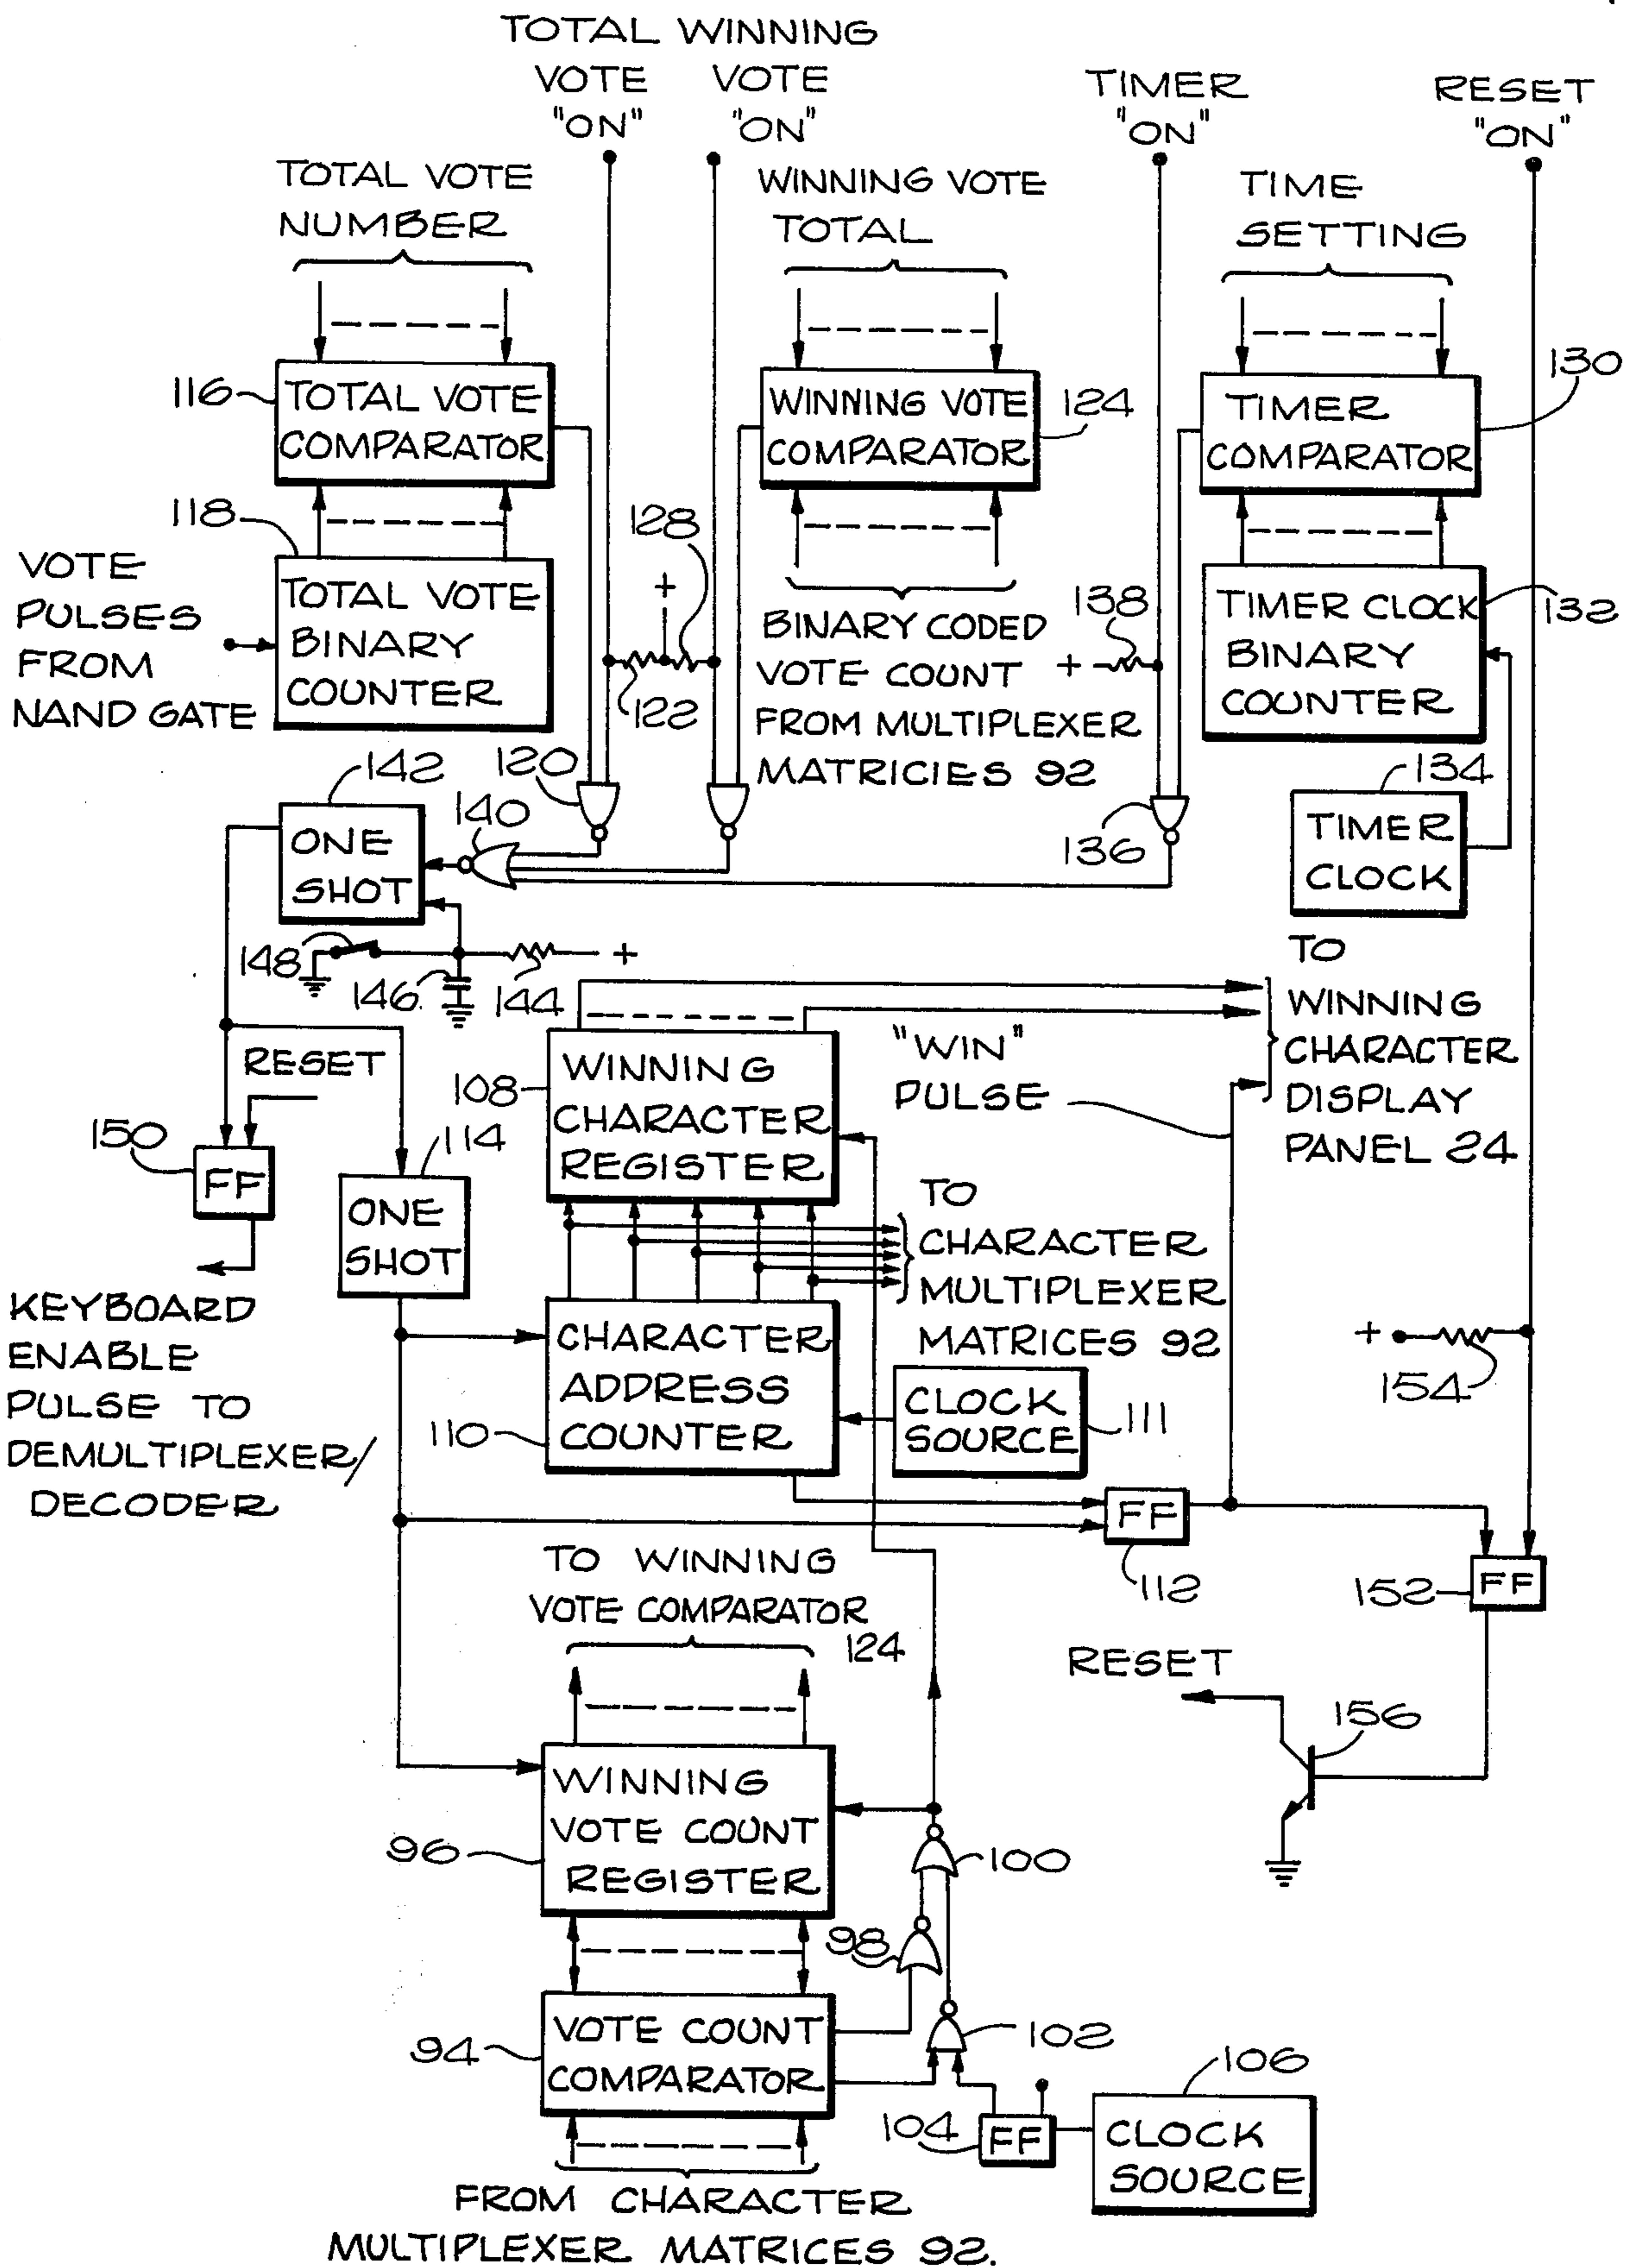 TOTAL WINNING
VOTE VOTE
"ON" "ON"
TIMER
"ON"
RESET
"ON"
TOTAL VOTE
NUMBER
WINNING VOTE
TOTAL
TIME
SETTING
116
TOTAL VOTE
COMPARATOR
WINNING VOTE
COMPARATOR
124
TIMER
COMPARATOR
130
118
VOTE
PULSES
FROM
NAND GATE
TOTAL VOTE
BINARY
COUNTER
128
+
122
BINARY CODED
VOTE COUNT
FROM MULTIPLEXER
MATRICIES 92
138
+
TIMER CLOCK
BINARY
COUNTER
132
142
120
140
ONE
SHOT
136
134
TIMER
CLOCK
148
146
144
+
TO
WINNING
CHARACTER
DISPLAY
PANEL 24
"WIN"
PULSE
RESET
108
WINNING
CHARACTER
REGISTER
150
FF
114
ONE
SHOT
TO
CHARACTER
MULTIPLEXER
MATRICES 92
KEYBOARD
ENABLE
PULSE TO
DEMULTIPLEXER/
DECODER
110
CHARACTER
ADDRESS
COUNTER
CLOCK
SOURCE
111
+
154
FF
112
152
FF
TO WINNING
VOTE COMPARATOR
124
RESET
156
96
WINNING
VOTE COUNT
REGISTER
100
98
94
VOTE COUNT
COMPARATOR
102
106
104
FF
CLOCK
SOURCE
FROM CHARACTER
MULTIPLEXER MATRICES 92.